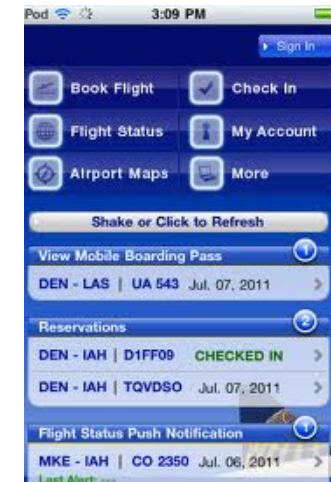 Pod 3:09 PM
Sign In
Book Flight Check In
Flight Status My Account
Airport Maps More
Shake or Click to Refresh
View Mobile Boarding Pass 1
DEN - LAS | UA 543 Jul. 07, 2011
Reservations 2
DEN - IAH | D1FF09 CHECKED IN
DEN - IAH | TQVDSO Jul. 07, 2011
Flight Status Push Notification 1
MKE - IAH | CO 2350 Jul. 06, 2011
Last Alert: ---